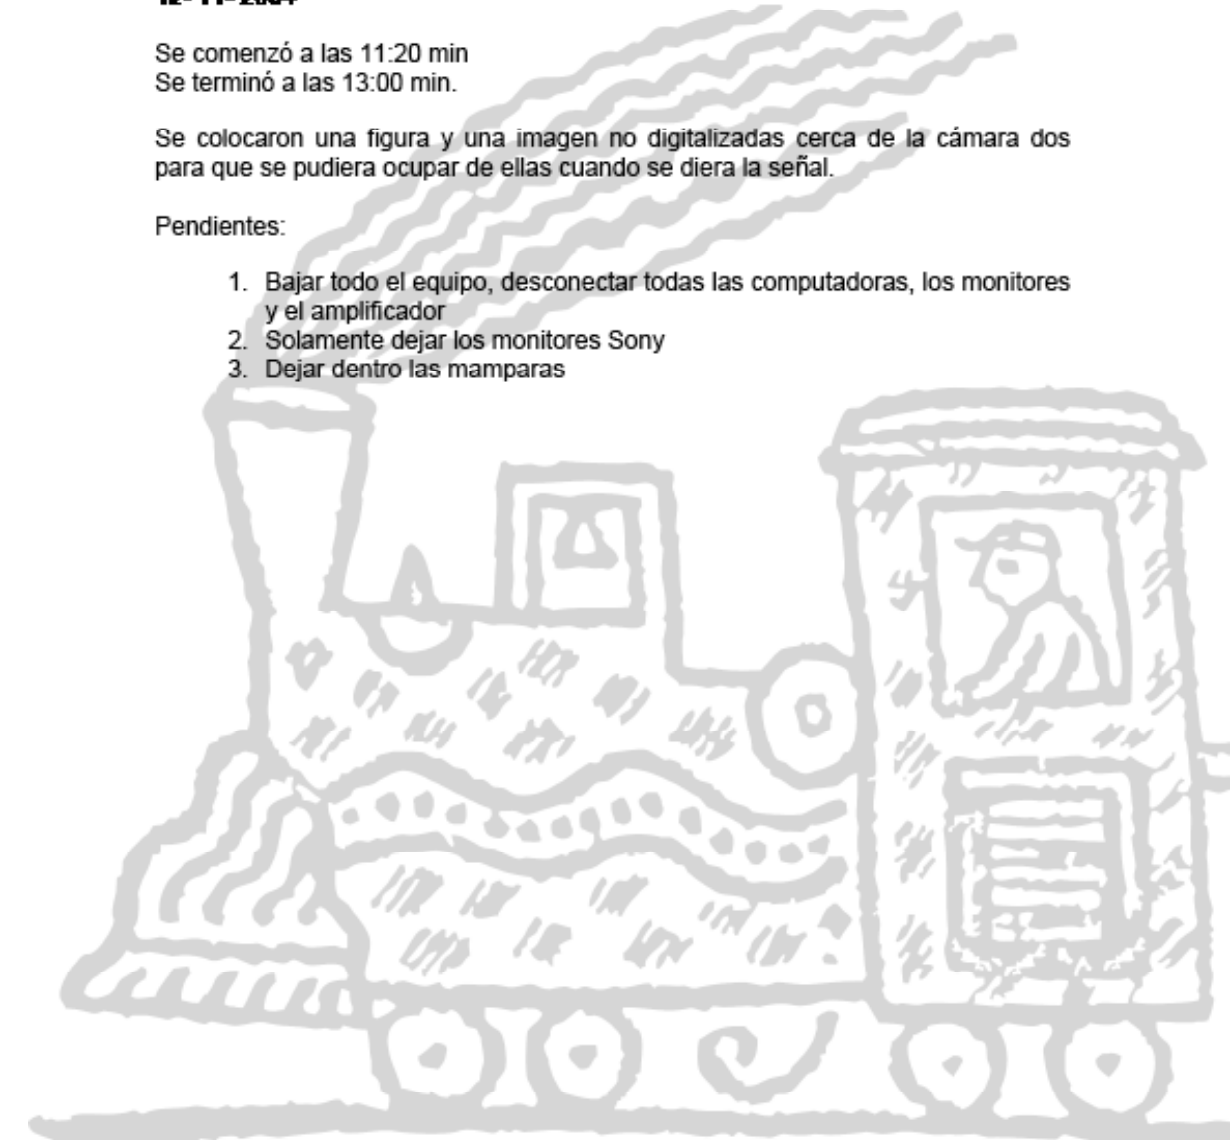 Se comenzó a las 11:20 min
Se terminó a las 13:00 min.
Se colocaron una figura y una imagen no digitalizadas cerca de la cámara dos
para que se pudiera ocupar de ellas cuando se diera la señal.
Pendientes:
1. Bajar todo el equipo, desconectar todas las computadoras, los monitores
y el amplificador
2. Solamente dejar los monitores Sony
3. Dejar dentro las mamparas